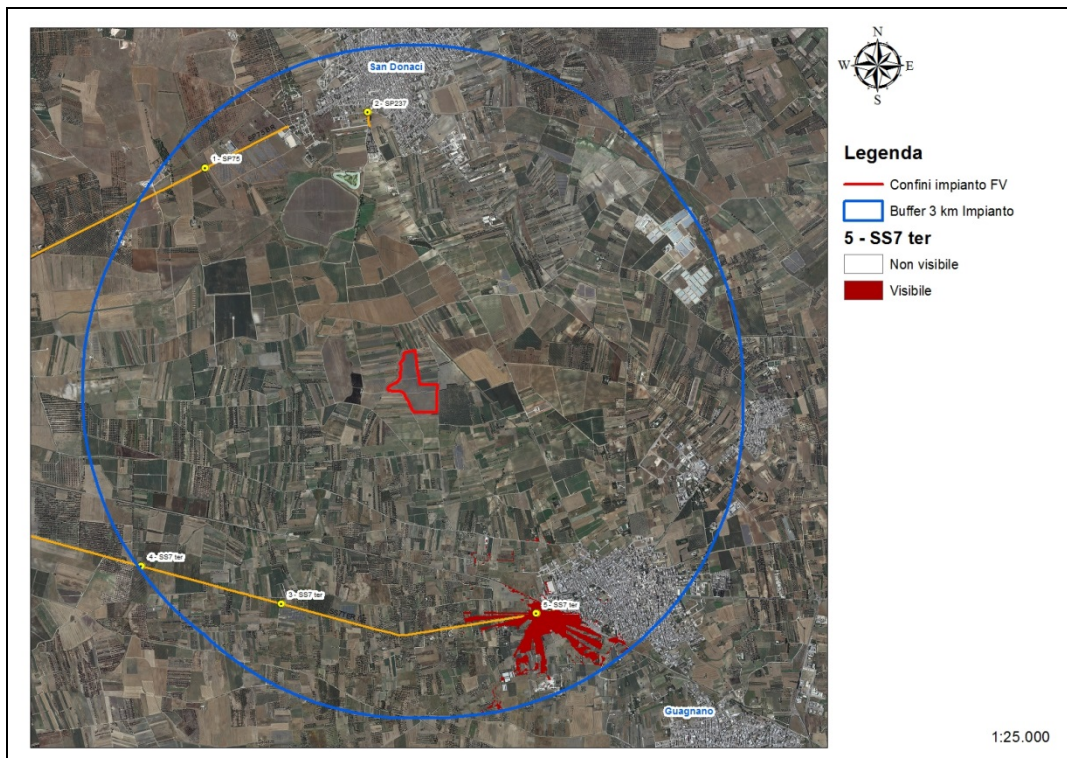 San Donaci
2 - SP237
1 - SP75
4 - SS7 ter
3 - SS7 ter
5 - SS7 ter
Guagnano
N
W
E
S
Legenda
Confini impianto FV
Buffer 3 km Impianto
5 - SS7 ter
Non visibile
Visibile
1:25.000